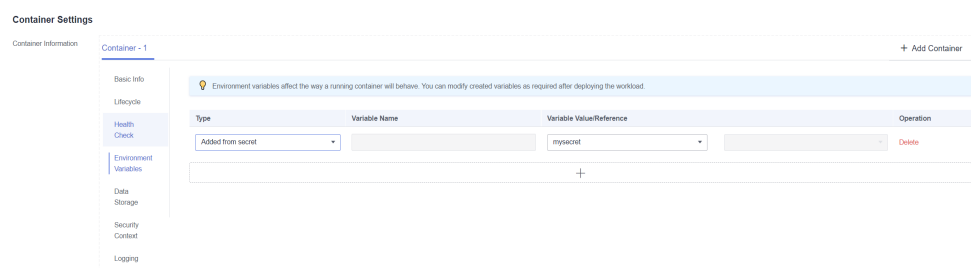 Container Settings
Container Information
Container - 1
+ Add Container
Basic Info
Lifecycle
Health
Check
Environment
Variables
Data
Storage
Security
Context
Logging
Environment variables affect the way a running container will behave. You can modify created variables as required after deploying the workload.
Type Variable Name Variable Value/Reference Operation
Added from secret mysecret Delete
+